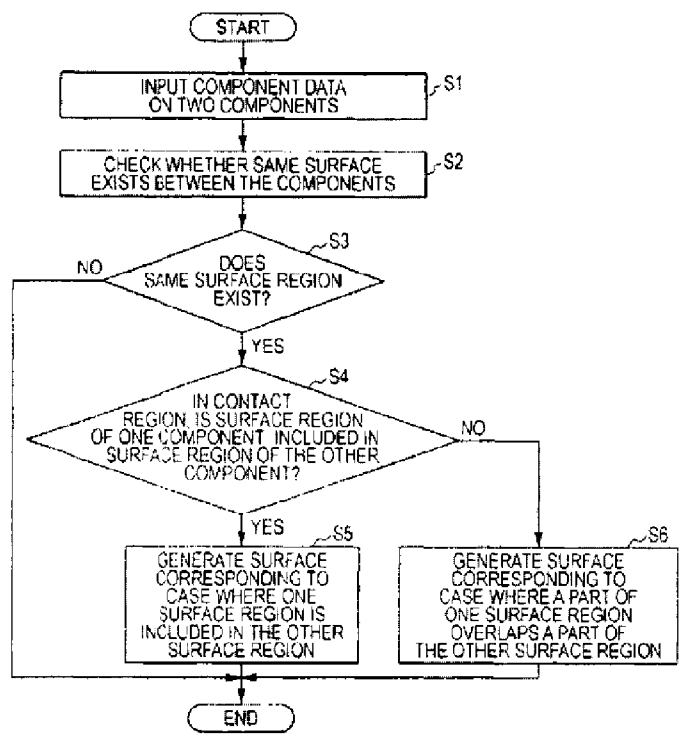 START
S1
INPUT COMPONENT DATA
ON TWO COMPONENTS
S2
CHECK WHETHER SAME SURFACE
EXISTS BETWEEN THE COMPONENTS
S3
NO
DOES
SAME SURFACE REGION
EXIST?
YES
S4
IN CONTACT
REGION, IS SURFACE REGION
OF ONE COMPONENT INCLUDED IN
SURFACE REGION OF THE OTHER
COMPONENT?
NO
YES
S5
GENERATE SURFACE
CORRESPONDING TO
CASE WHERE ONE
SURFACE REGION IS
INCLUDED IN THE OTHER
SURFACE REGION
S6
GENERATE SURFACE
CORRESPONDING TO
CASE WHERE A PART OF
ONE SURFACE REGION
OVERLAPS A PART OF
THE OTHER SURFACE REGION
END